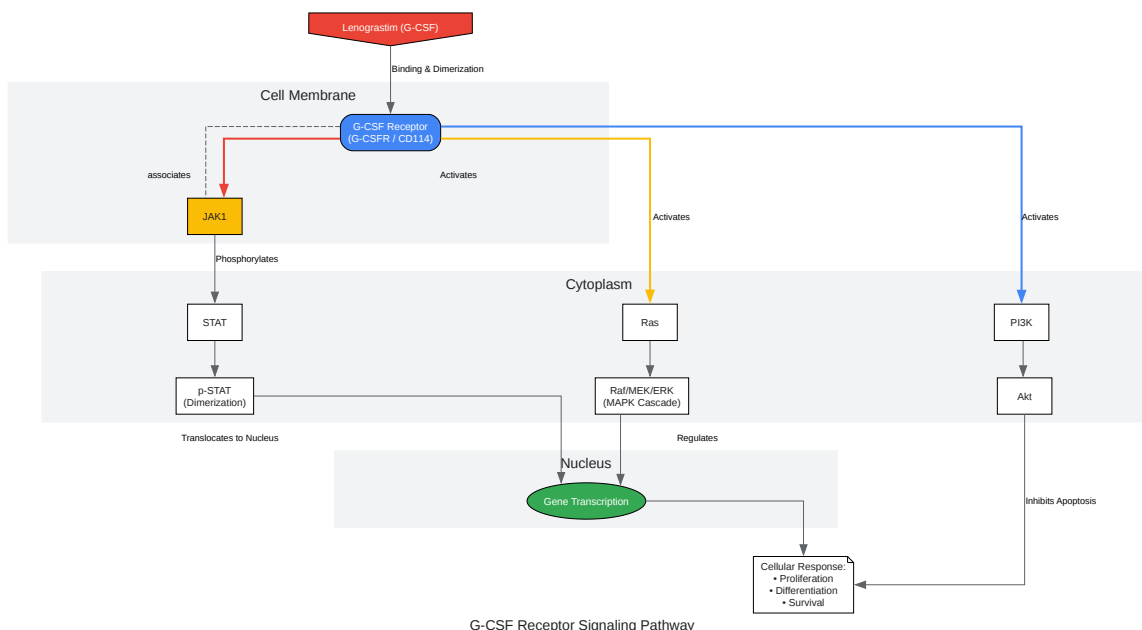 Lenograstim (G-CSF)
Binding & Dimerization
Cell Membrane
G-CSF Receptor
(G-CSFR / CD114)
associates
Activates
JAK1
Activates
Activates
Phosphorylates
Cytoplasm
STAT
Ras
PI3K
p-STAT
(Dimerization)
Raf/MEK/ERK
(MAPK Cascade)
Akt
Translocates to Nucleus
Regulates
Nucleus
Gene Transcription
Inhibits Apoptosis
Cellular Response:
• Proliferation
• Differentiation
• Survival
G-CSF Receptor Signaling Pathway